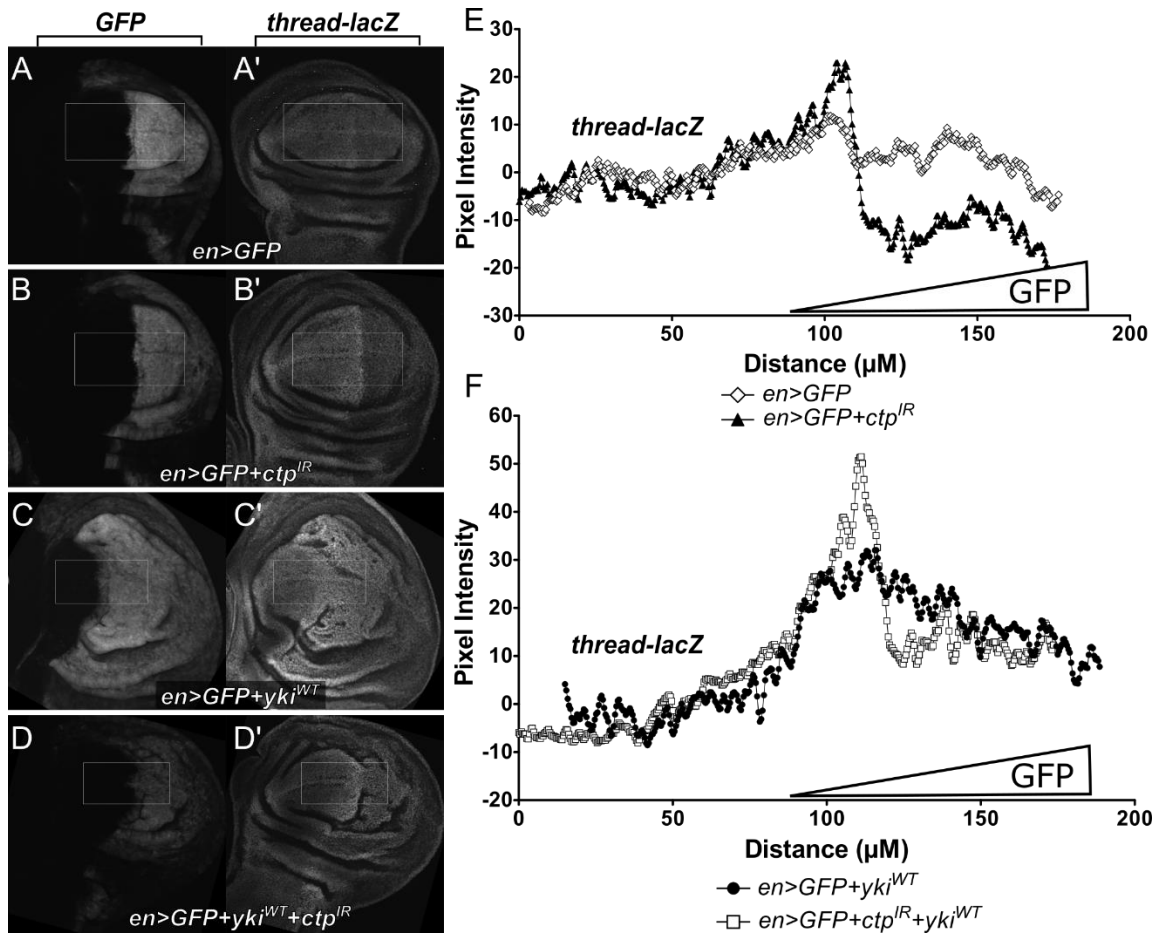 GFP
thread-lacZ
A
A'
en>GFP
B
B'
en>GFP+ctp^IR
C
C'
en>GFP+yki^WT
D
D'
en>GFP+yki^WT+ctp^IR
E
30
20
10
0
-10
-20
-30
Pixel Intensity
thread-lacZ
GFP
0
50
100
150
200
Distance (µM)
en>GFP
en>GFP+ctp^IR
F
60
50
40
30
20
10
0
-10
-20
Pixel Intensity
thread-lacZ
GFP
0
50
100
150
200
Distance (µM)
en>GFP+yki^WT
en>GFP+ctp^IR+yki^WT